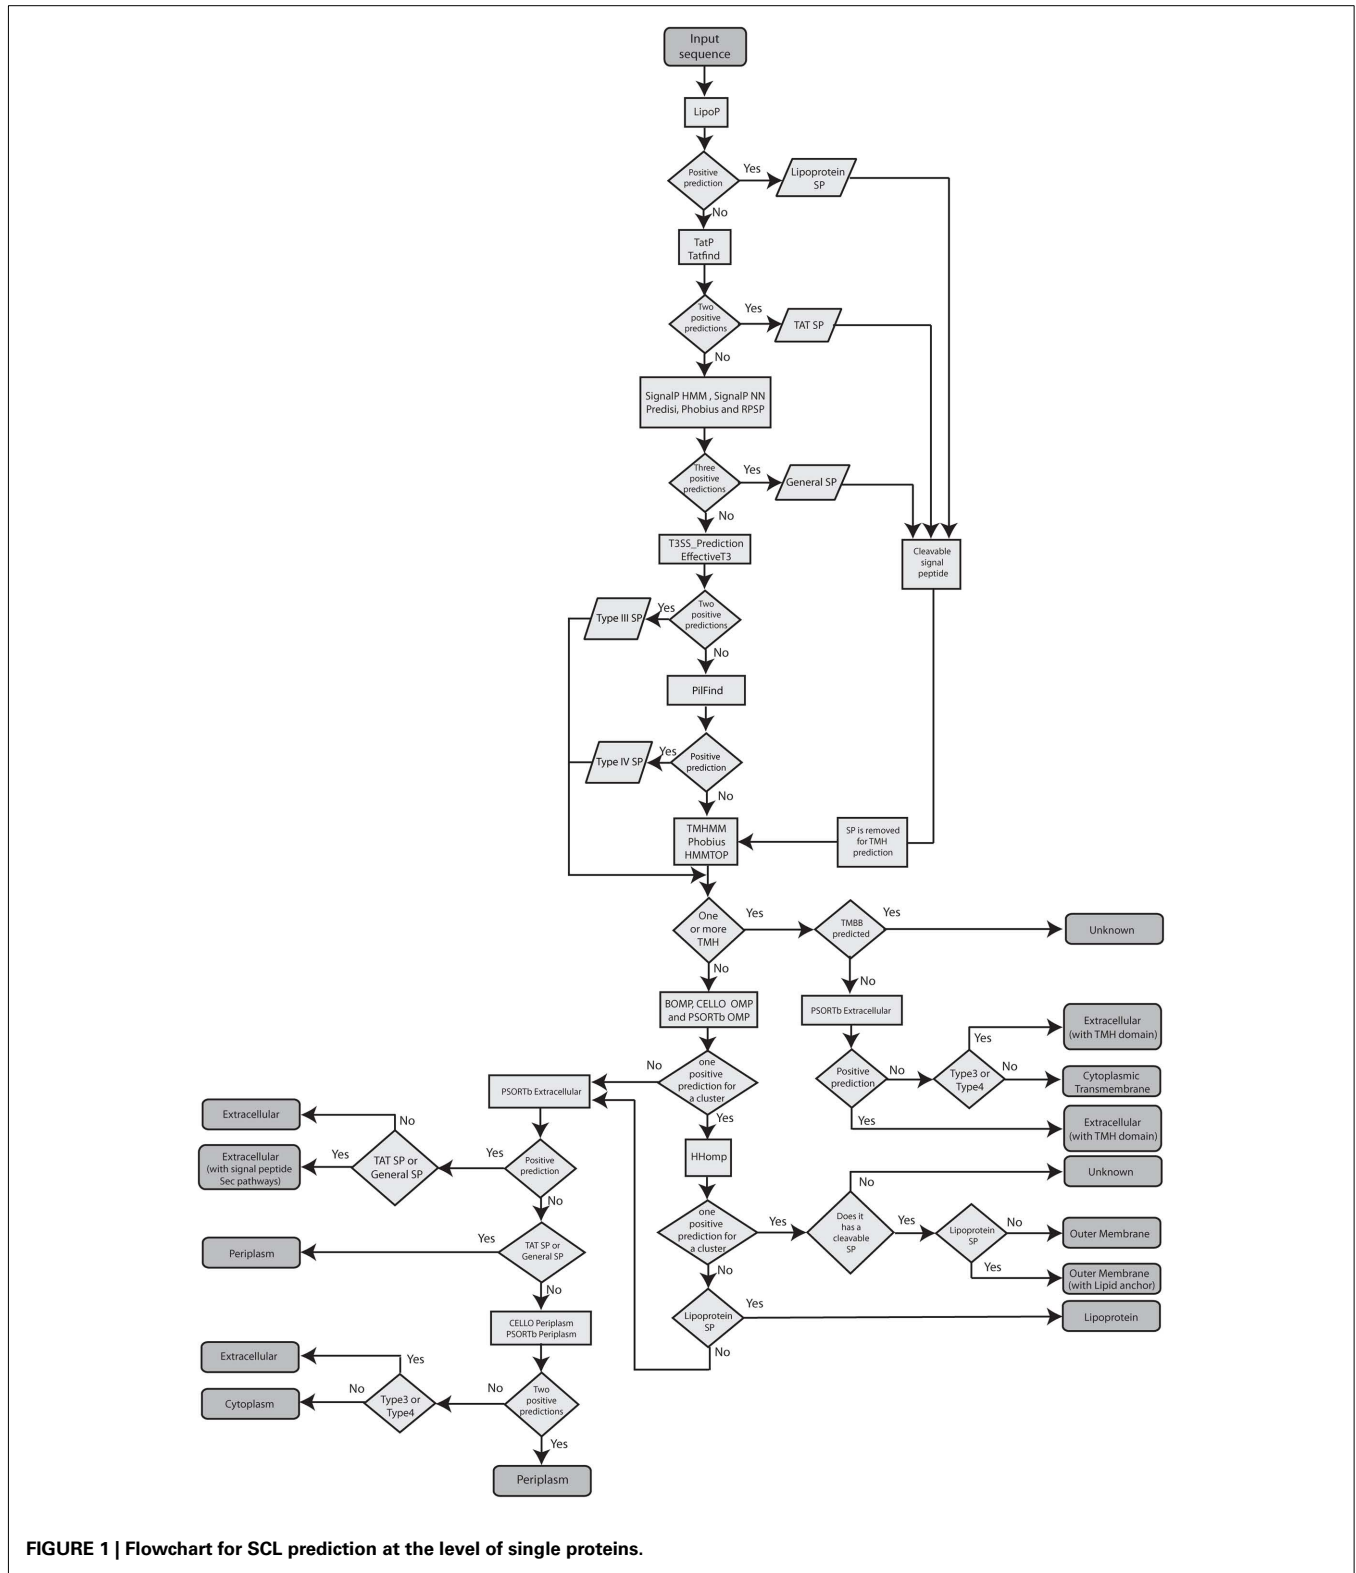 Input
sequence
LipoP
Positive
prediction
Yes
Lipoprotein
SP
No
TatP
Tatfind
Two
positive
predictions
Yes
TAT SP
No
SignalP HMM , SignalP NN
Predisi, Phobius and RPSP
Three
positive
predictions
Yes
General SP
No
T3SS_Prediction
EffectiveT3
Cleavable
signal
peptide
Two
positive
predictions
Yes
Type III SP
No
PilFind
Positive
prediction
Yes
Type IV SP
No
TMHMM
Phobius
HMMTOP
SP is removed
for TMH
prediction
One
or more
TMH
Yes
TMBB
predicted
Yes
Unknown
No
No
BOMP, CELLO OMP
and PSORTb OMP
PSORTb Extracellular
Extracellular
(with TMH domain)
Yes
one
positive
prediction for
a cluster
No
Positive
prediction
No
Type3 or
Type4
No
Cytoplasmic
Transmembrane
PSORTb Extracellular
Yes
Yes
Extracellular
(with TMH domain)
Extracellular
No
HHomp
Unknown
Extracellular
(with signal peptide
Sec pathways)
Yes
TAT SP or
General SP
Yes
Positive
prediction
No
No
one
positive
prediction for
a cluster
Yes
Does it
has a
cleavable
SP
Yes
Lipoprotein
SP
No
Outer Membrane
Periplasm
Yes
TAT SP or
General SP
No
No
Yes
Outer Membrane
(with Lipid anchor)
Lipoprotein
SP
Yes
Lipoprotein
CELLO Periplasm
PSORTb Periplasm
No
Extracellular
Yes
Cytoplasm
No
Type3 or
Type4
No
Two
positive
predictions
Yes
Periplasm
FIGURE 1 | Flowchart for SCL prediction at the level of single proteins.